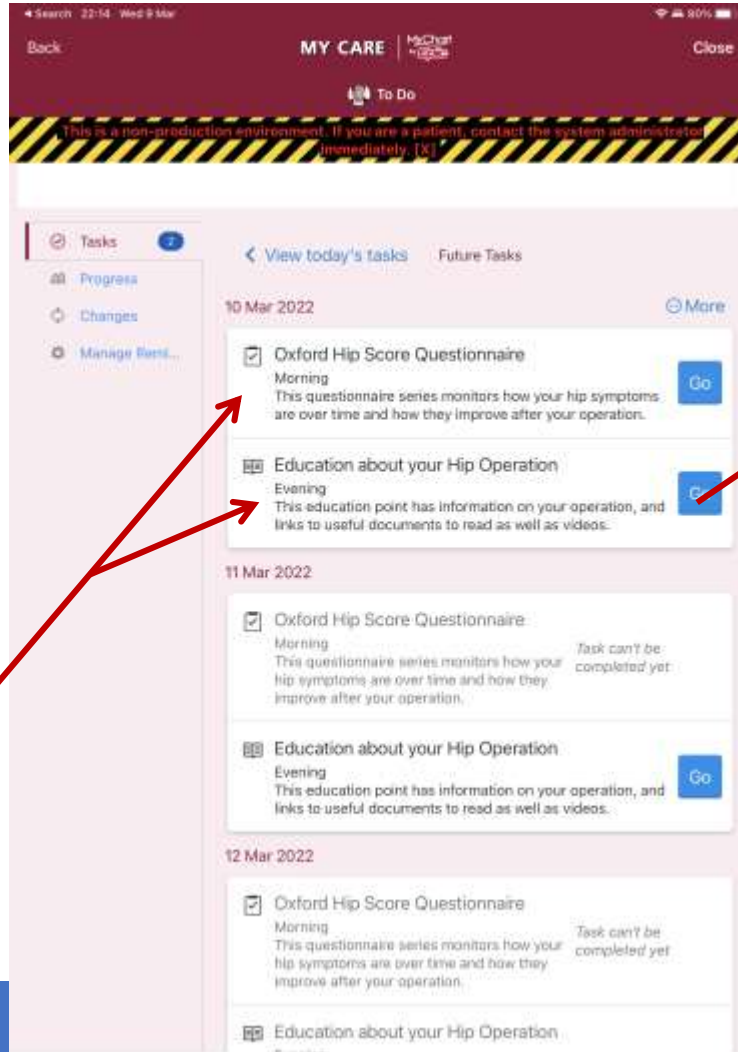 Search 22:14 Wed 9 Mar 80%
Back MY CARE MyChart Close
To Do
This is a non-production environment. If you are a patient, contact the system administrator
immediately. [X]
Tasks
Progress
Changes
Manage
View today's tasks Future Tasks
10 Mar 2022 More
Oxford Hip Score Questionnaire
Morning
This questionnaire series monitors how your hip symptoms
are over time and how they improve after your operation.
Go
Education about your Hip Operation
Evening
This education point has information on your operation, and
links to useful documents to read as well as videos.
Go
11 Mar 2022
Oxford Hip Score Questionnaire
Morning
This questionnaire series monitors how your
hip symptoms are over time and how they
improve after your operation.
Task can't be
completed yet
Education about your Hip Operation
Evening
This education point has information on your operation, and
links to useful documents to read as well as videos.
Go
12 Mar 2022
Oxford Hip Score Questionnaire
Morning
This questionnaire series monitors how your
hip symptoms are over time and how they
improve after your operation.
Task can't be
completed yet
Education about your Hip Operation